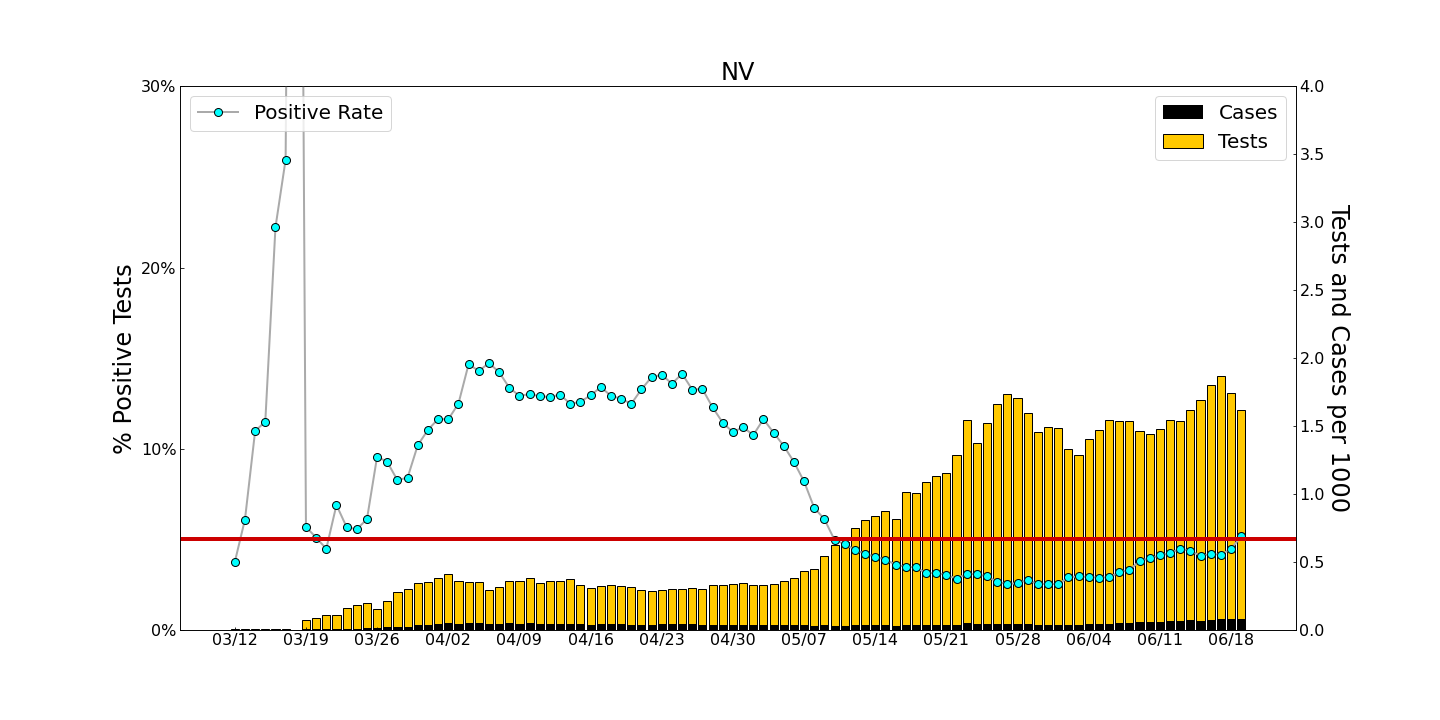 NV
30%
20%
10%
0%
% Positive Tests
Positive Rate
Cases
Tests
4.0
3.5
3.0
2.5
2.0
1.5
1.0
0.5
0.0
Tests and Cases per 1000
03/12 03/19 03/26 04/02 04/09 04/16 04/23 04/30 05/07 05/14 05/21 05/28 06/04 06/11 06/18